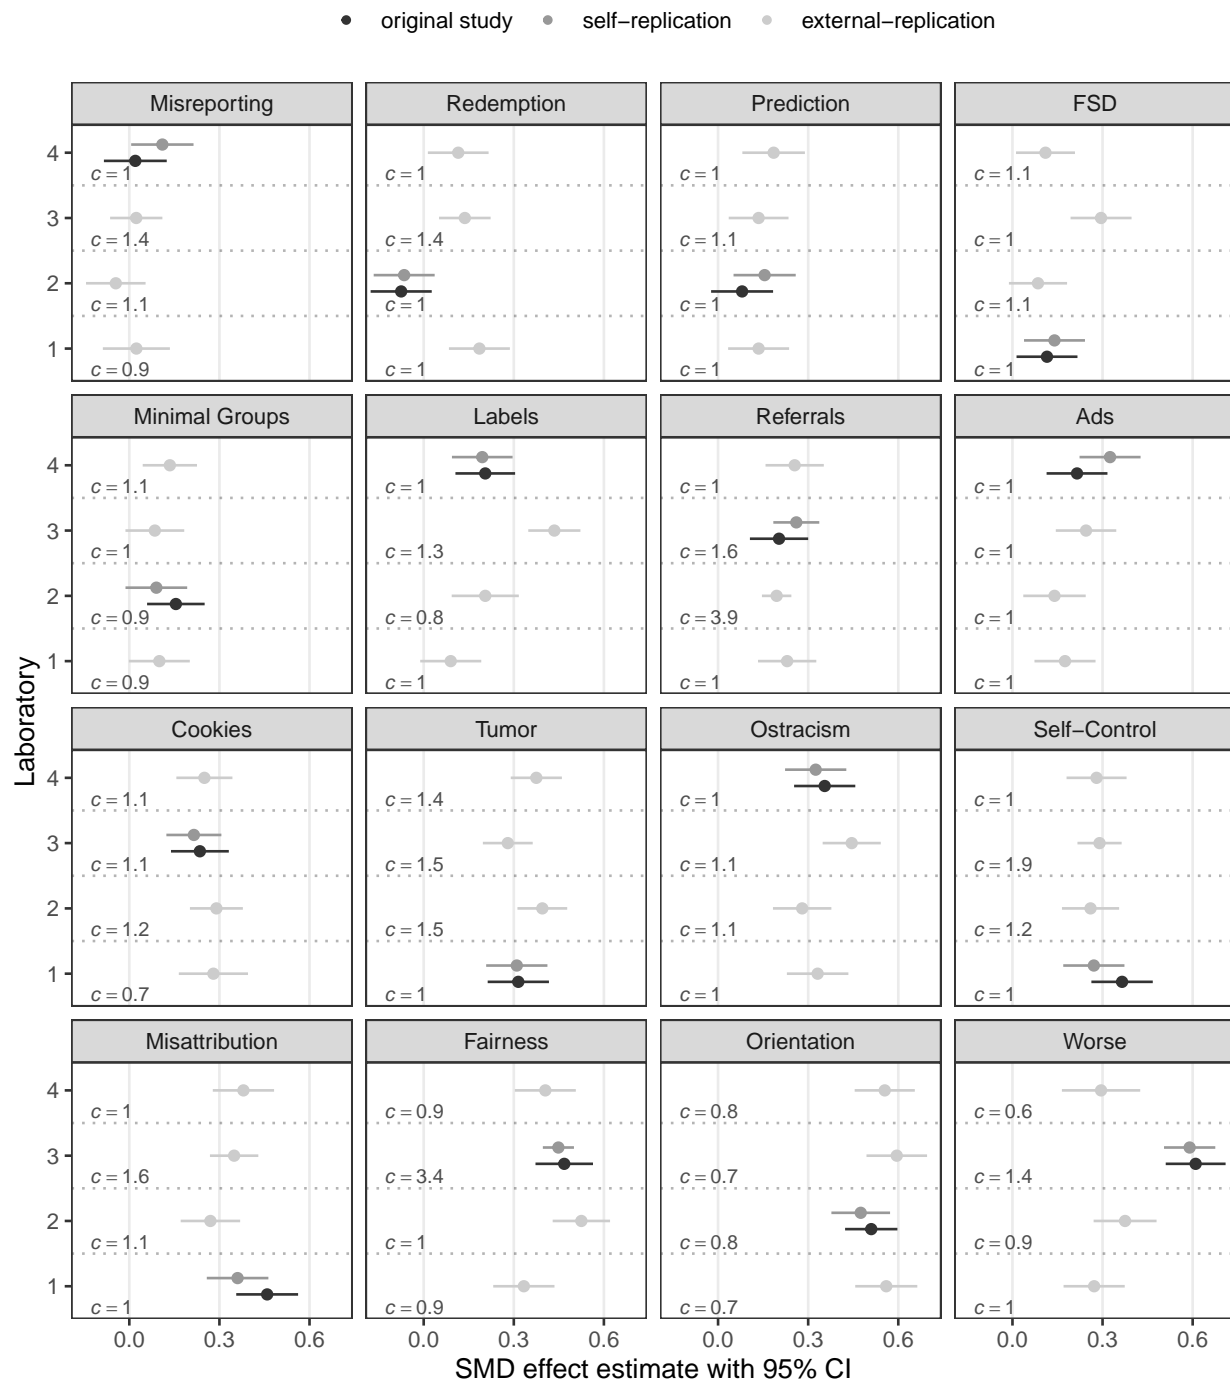 original study self−replication external−replication
Misreporting Redemption Prediction FSD
4 c = 1 c = 1 c = 1 c = 1.1
3 c = 1.4 c = 1.4 c = 1.1 c = 1
2 c = 1.1 c = 1 c = 1 c = 1.1
1 c = 0.9 c = 1 c = 1 c = 1
Minimal Groups Labels Referrals Ads
4 c = 1.1 c = 1 c = 1 c = 1
3 c = 1 c = 1.3 c = 1.6 c = 1
2 c = 0.9 c = 0.8 c = 3.9 c = 1
1 c = 0.9 c = 1 c = 1 c = 1
Laboratory
Cookies Tumor Ostracism Self−Control
4 c = 1.1 c = 1.4 c = 1 c = 1
3 c = 1.1 c = 1.5 c = 1.1 c = 1.9
2 c = 1.2 c = 1.5 c = 1.1 c = 1.2
1 c = 0.7 c = 1 c = 1 c = 1
Misattribution Fairness Orientation Worse
4 c = 1 c = 0.9 c = 0.8 c = 0.6
3 c = 1.6 c = 3.4 c = 0.7 c = 1.4
2 c = 1.1 c = 1 c = 0.8 c = 0.9
1 c = 1 c = 0.9 c = 0.7 c = 1
0.0 0.3 0.6 0.0 0.3 0.6 0.0 0.3 0.6 0.0 0.3 0.6
SMD effect estimate with 95% CI